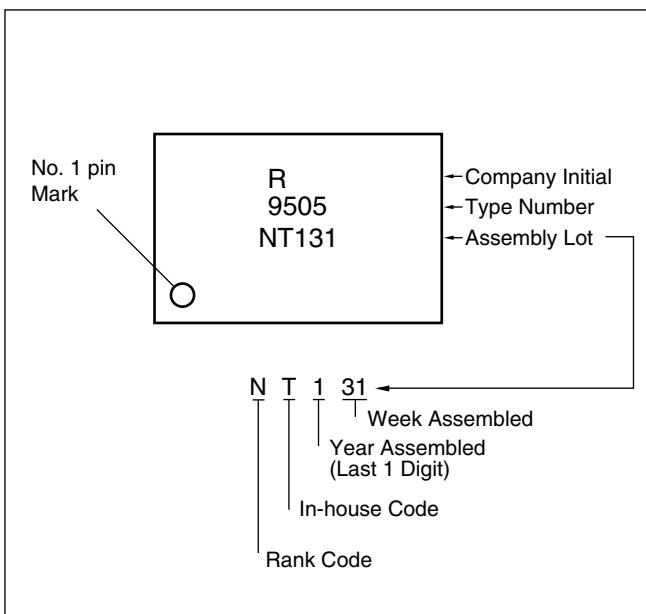 No. 1 pin
Mark
R
9505
NT131
Company Initial
Type Number
Assembly Lot
N T 1 31
Week Assembled
Year Assembled
(Last 1 Digit)
In-house Code
Rank Code